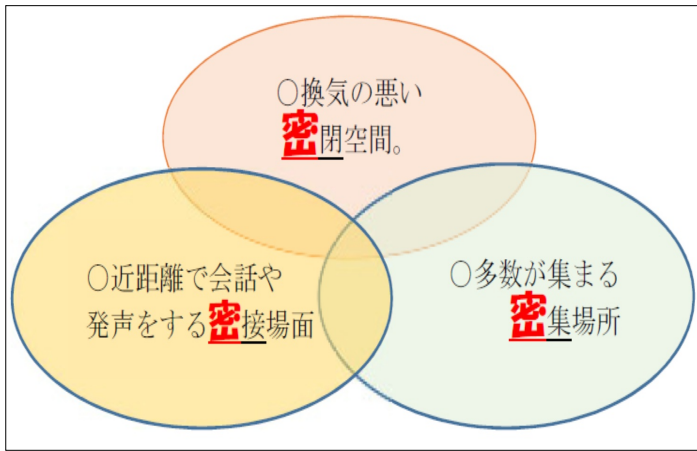 ○換気の悪い
密閉空間。
○近距離で会話や
発声をする密接場面
○多数が集まる
密集場所